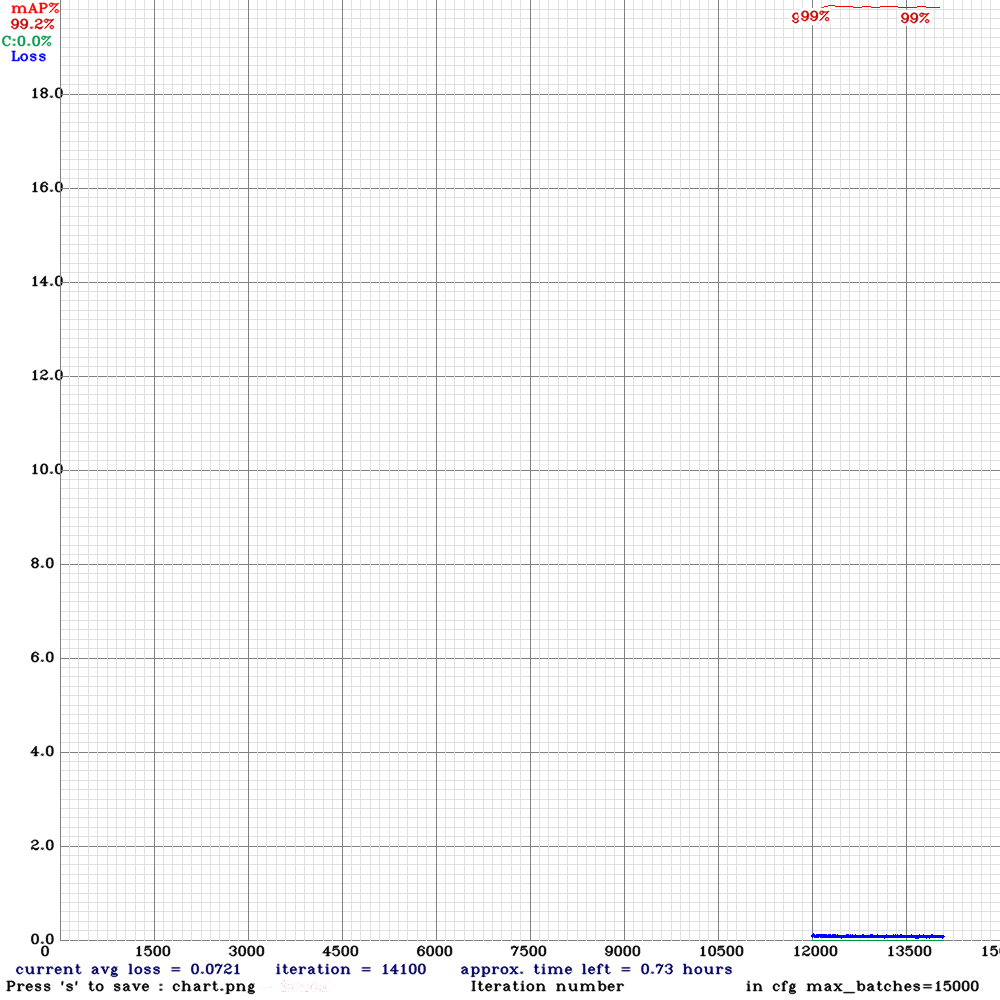 mAP%
99.2%
C:0.0%
Loss
999% 99%
18.0
16.0
14.0
12.0
10.0
8.0
6.0
4.0
2.0
0.0
0 1500 3000 4500 6000 7500 9000 10500 12000 13500 150
current avg loss = 0.0721 iteration = 14100 approx. time left = 0.73 hours
Press 's' to save : chart.png Iteration number in cfg max_batches=15000